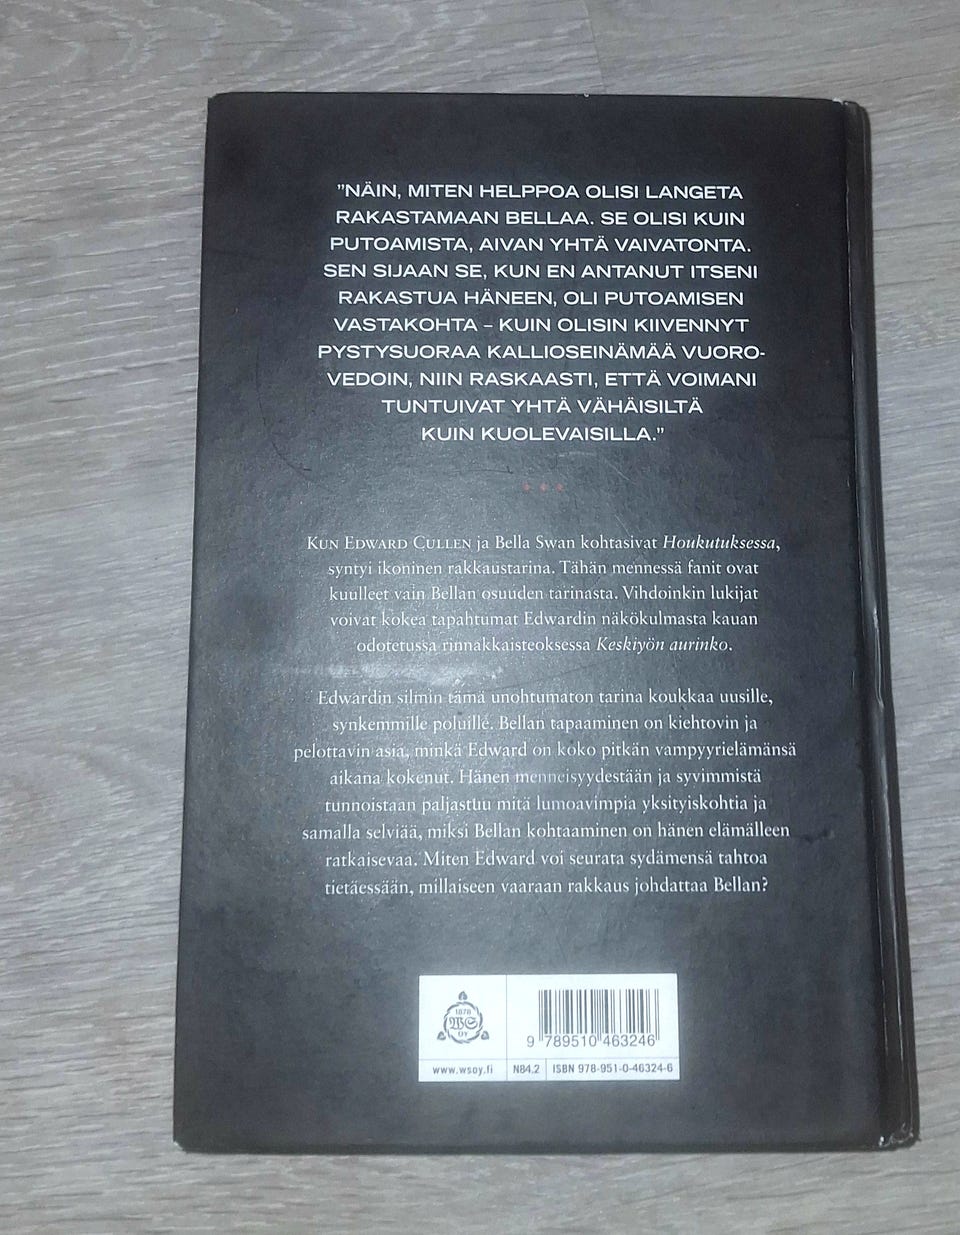 ”NÄIN, MITEN HELPPOA OLISI LANGETA
RAKASTAMAAN BELLAA. SE OLISI KUIN
PUTOAMISTA, AIVAN YHTÄ VAIVATONTA.
SEN SIJAAN SE, KUN EN ANTANUT ITSENI
RAKASTUA HÄNEEN, OLI PUTOAMISEN
VASTAKOHTA – KUIN OLISIN KIIVENNYT
PYSTYSUORAA KALLIOSEINÄMÄÄ VUORO-
VEDOIN, NIIN RASKAASTI, ETTÄ VOIMANI
TUNTUIVAT YHTÄ VÄHÄISILTÄ
KUIN KUOLEVAISILLA.”
KUN EDWARD CULLEN ja Bella Swan kohtasivat Houkutuksessa,
syntyi ikoninen rakkaustarina. Tähän mennessä fanit ovat
kuulleet vain Bellan osuuden tarinasta. Vihdoinkin lukijat
voivat kokea tapahtumat Edwardin näkökulmasta kauan
odotetussa rinnakkaisteoksessa Keskiyön aurinko.
Edwardin silmin tämä unohtumaton tarina koukkaa uusille,
synkemmille poluille. Bellan tapaaminen on kiehtovin ja
pelottavin asia, minkä Edward on koko pitkän vampyyrielämänsä
aikana kokenut. Hänen menneisyydestään ja syvimmistä
tunnoistaan paljastuu mitä lumoavimpia yksityiskohtia ja
samalla selviää, miksi Bellan kohtaaminen on hänen elämälleen
ratkaisevaa. Miten Edward voi seurata sydämensä tahtoa
tietäessään, millaiseen vaaraan rakkaus johdattaa Bellan?
1878
WS
OY
9 789510 463246
www.wsoy.fi
N84.2
ISBN 978-951-0-46324-6